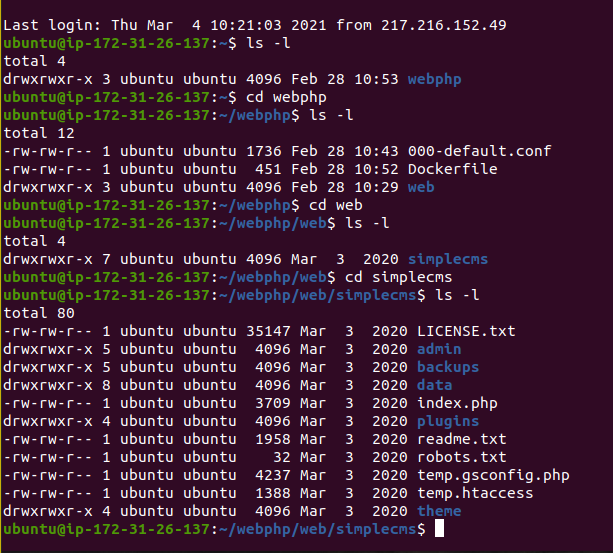 Last login: Thu Mar  4 10:21:03 2021 from 217.216.152.49
ubuntu@ip-172-31-26-137:~$ ls -l
total 4
drwxrwxr-x 3 ubuntu ubuntu 4096 Feb 28 10:53 webphp
ubuntu@ip-172-31-26-137:~$ cd webphp
ubuntu@ip-172-31-26-137:~/webphp$ ls -l
total 12
-rw-rw-r-- 1 ubuntu ubuntu 1736 Feb 28 10:43 000-default.conf
-rw-rw-r-- 1 ubuntu ubuntu  451 Feb 28 10:52 Dockerfile
drwxrwxr-x 3 ubuntu ubuntu 4096 Feb 28 10:29 web
ubuntu@ip-172-31-26-137:~/webphp$ cd web
ubuntu@ip-172-31-26-137:~/webphp/web$ ls -l
total 4
drwxrwxr-x 7 ubuntu ubuntu 4096 Mar  3  2020 simplecms
ubuntu@ip-172-31-26-137:~/webphp/web$ cd simplecms
ubuntu@ip-172-31-26-137:~/webphp/web/simplecms$ ls -l
total 80
-rw-rw-r-- 1 ubuntu ubuntu 35147 Mar  3  2020 LICENSE.txt
drwxrwxr-x 5 ubuntu ubuntu  4096 Mar  3  2020 admin
drwxrwxr-x 5 ubuntu ubuntu  4096 Mar  3  2020 backups
drwxrwxr-x 8 ubuntu ubuntu  4096 Mar  3  2020 data
-rw-rw-r-- 1 ubuntu ubuntu  3709 Mar  3  2020 index.php
drwxrwxr-x 4 ubuntu ubuntu  4096 Mar  3  2020 plugins
-rw-rw-r-- 1 ubuntu ubuntu  1958 Mar  3  2020 readme.txt
-rw-rw-r-- 1 ubuntu ubuntu    32 Mar  3  2020 robots.txt
-rw-rw-r-- 1 ubuntu ubuntu  4237 Mar  3  2020 temp.gsconfig.php
-rw-rw-r-- 1 ubuntu ubuntu  1388 Mar  3  2020 temp.htaccess
drwxrwxr-x 4 ubuntu ubuntu  4096 Mar  3  2020 theme
ubuntu@ip-172-31-26-137:~/webphp/web/simplecms$